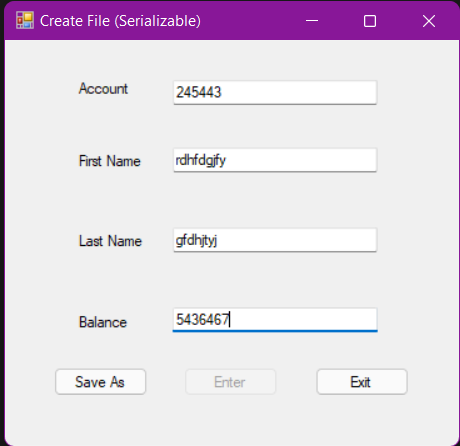 Create File (Serializable)
Account 245443
First Name rdhfdgjfy
Last Name gfdhjtyj
Balance 5436467
Save As Enter Exit